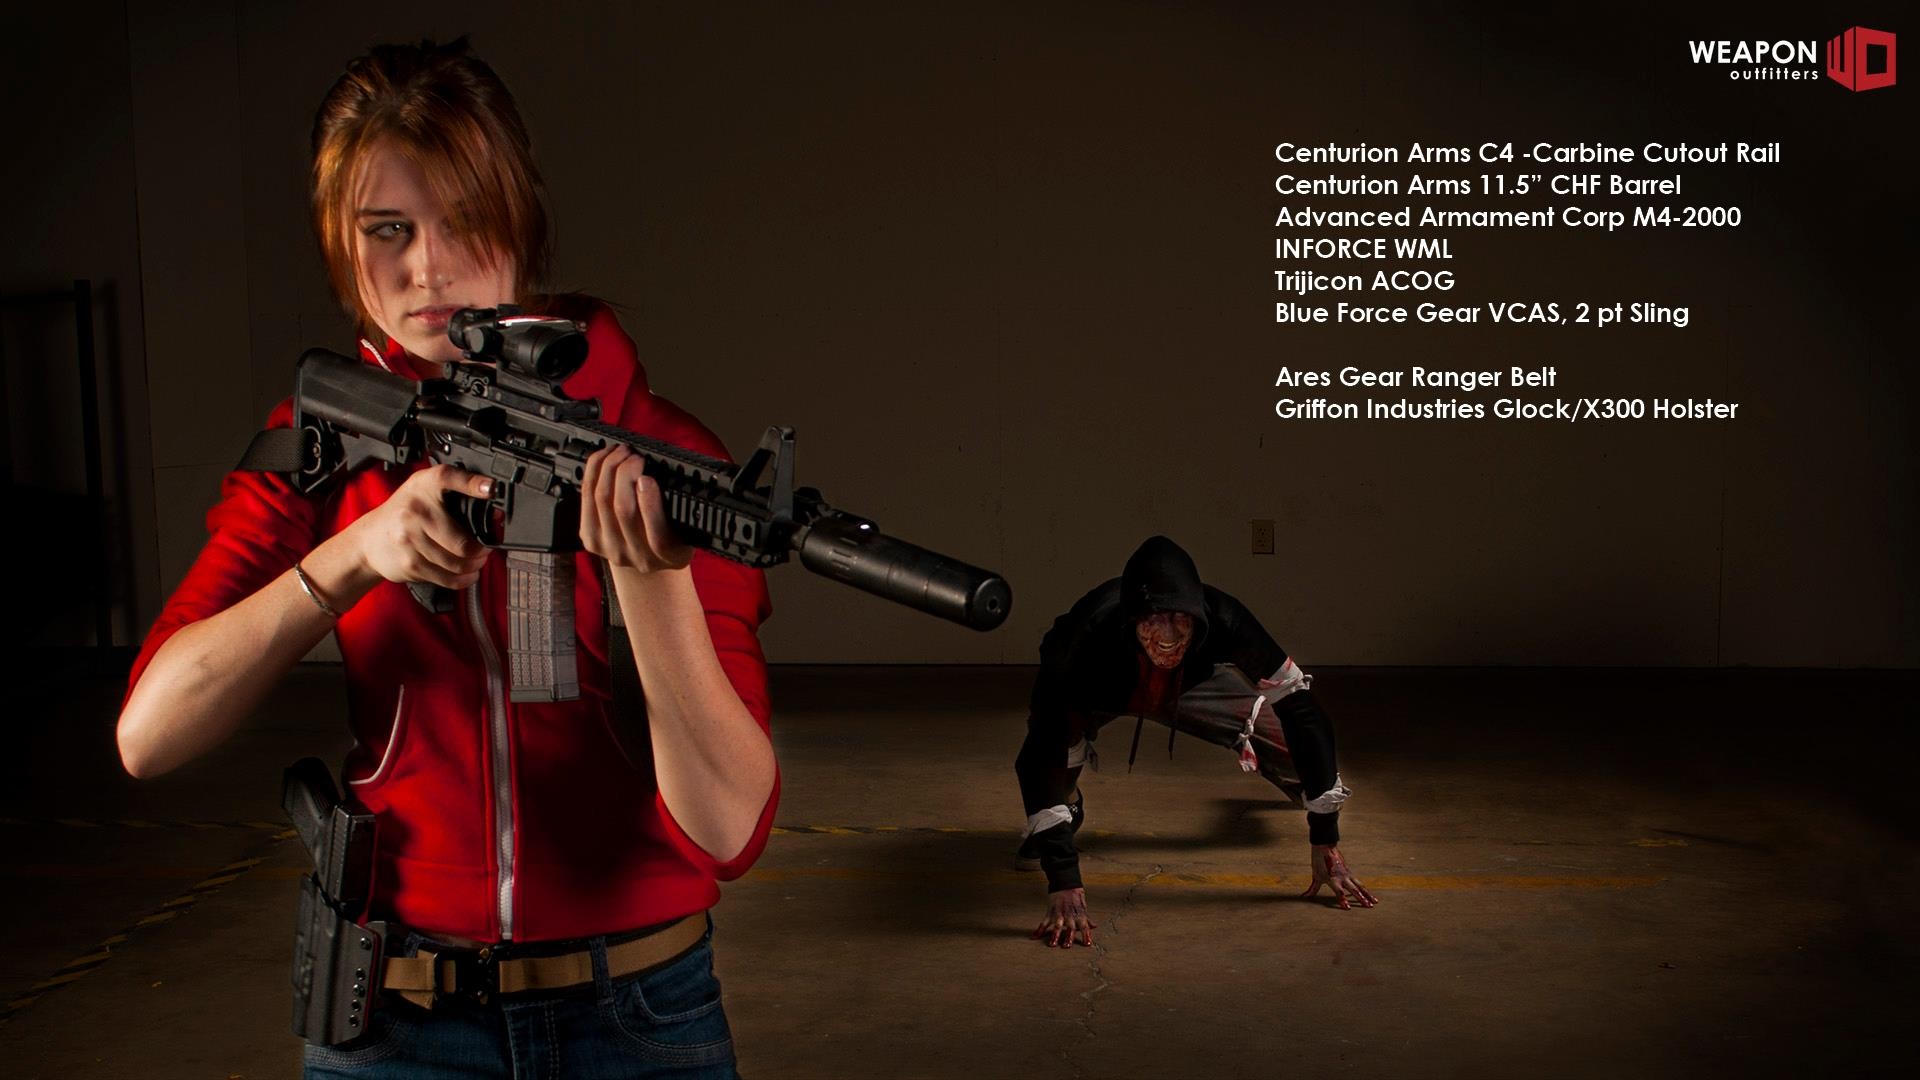 WEAPON
outfitters
Centurion Arms C4 -Carbine Cutout Rail
Centurion Arms 11.5” CHF Barrel
Advanced Armament Corp M4-2000
INFORCE WML
Trijicon ACOG
Blue Force Gear VCAS, 2 pt Sling
Ares Gear Ranger Belt
Griffon Industries Glock/X300 Holster